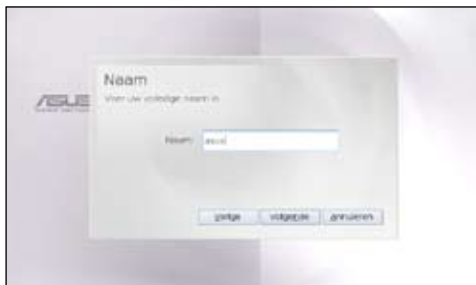 Naam
Voer uw volledige naam in
ASUS
Naam:
asus
Vorige Volgende Annuleren